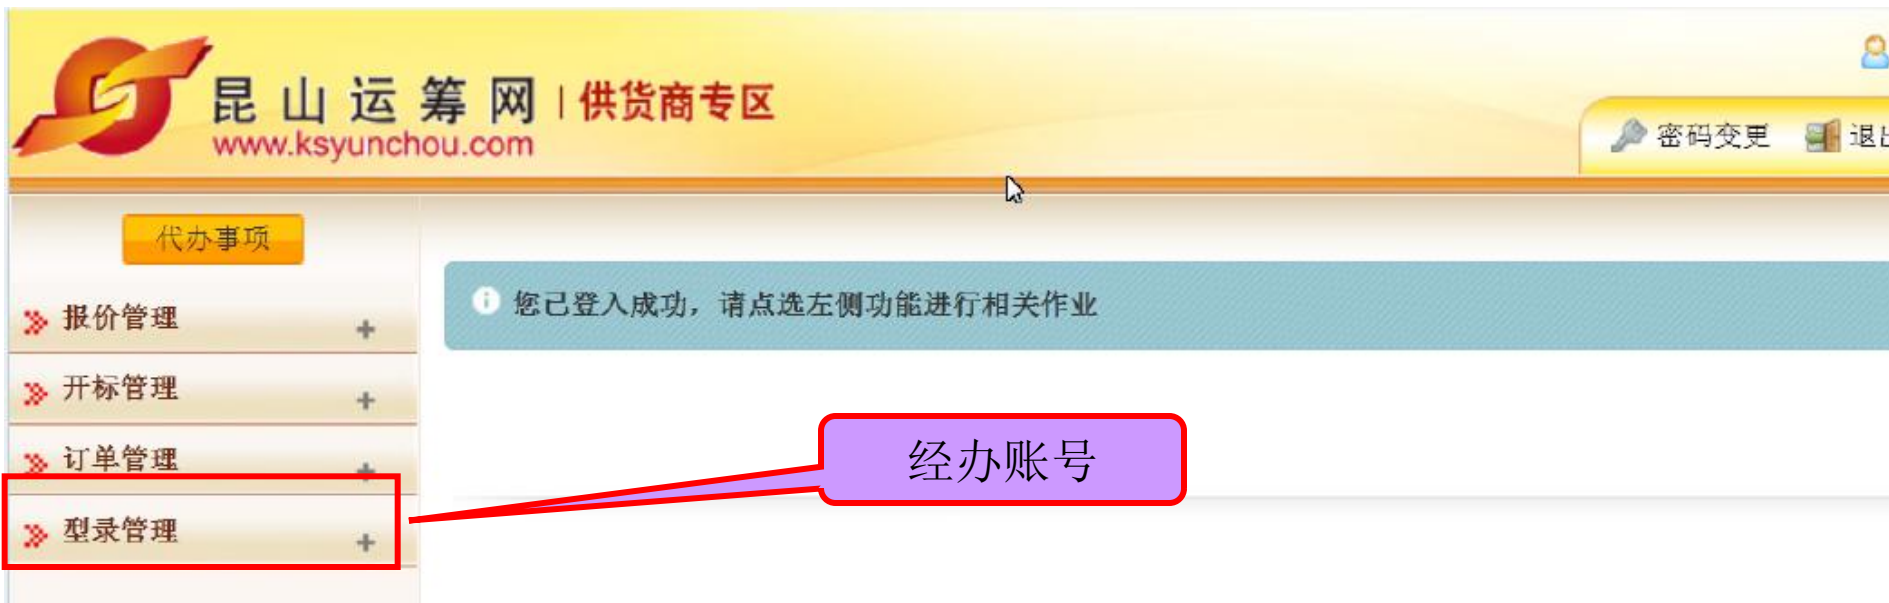 昆山运筹网 | 供货商专区
www.ksyunchou.com
密码变更 退出
代办事项
报价管理
您已登入成功，请点选左侧功能进行相关作业
开标管理
订单管理
经办账号
型录管理